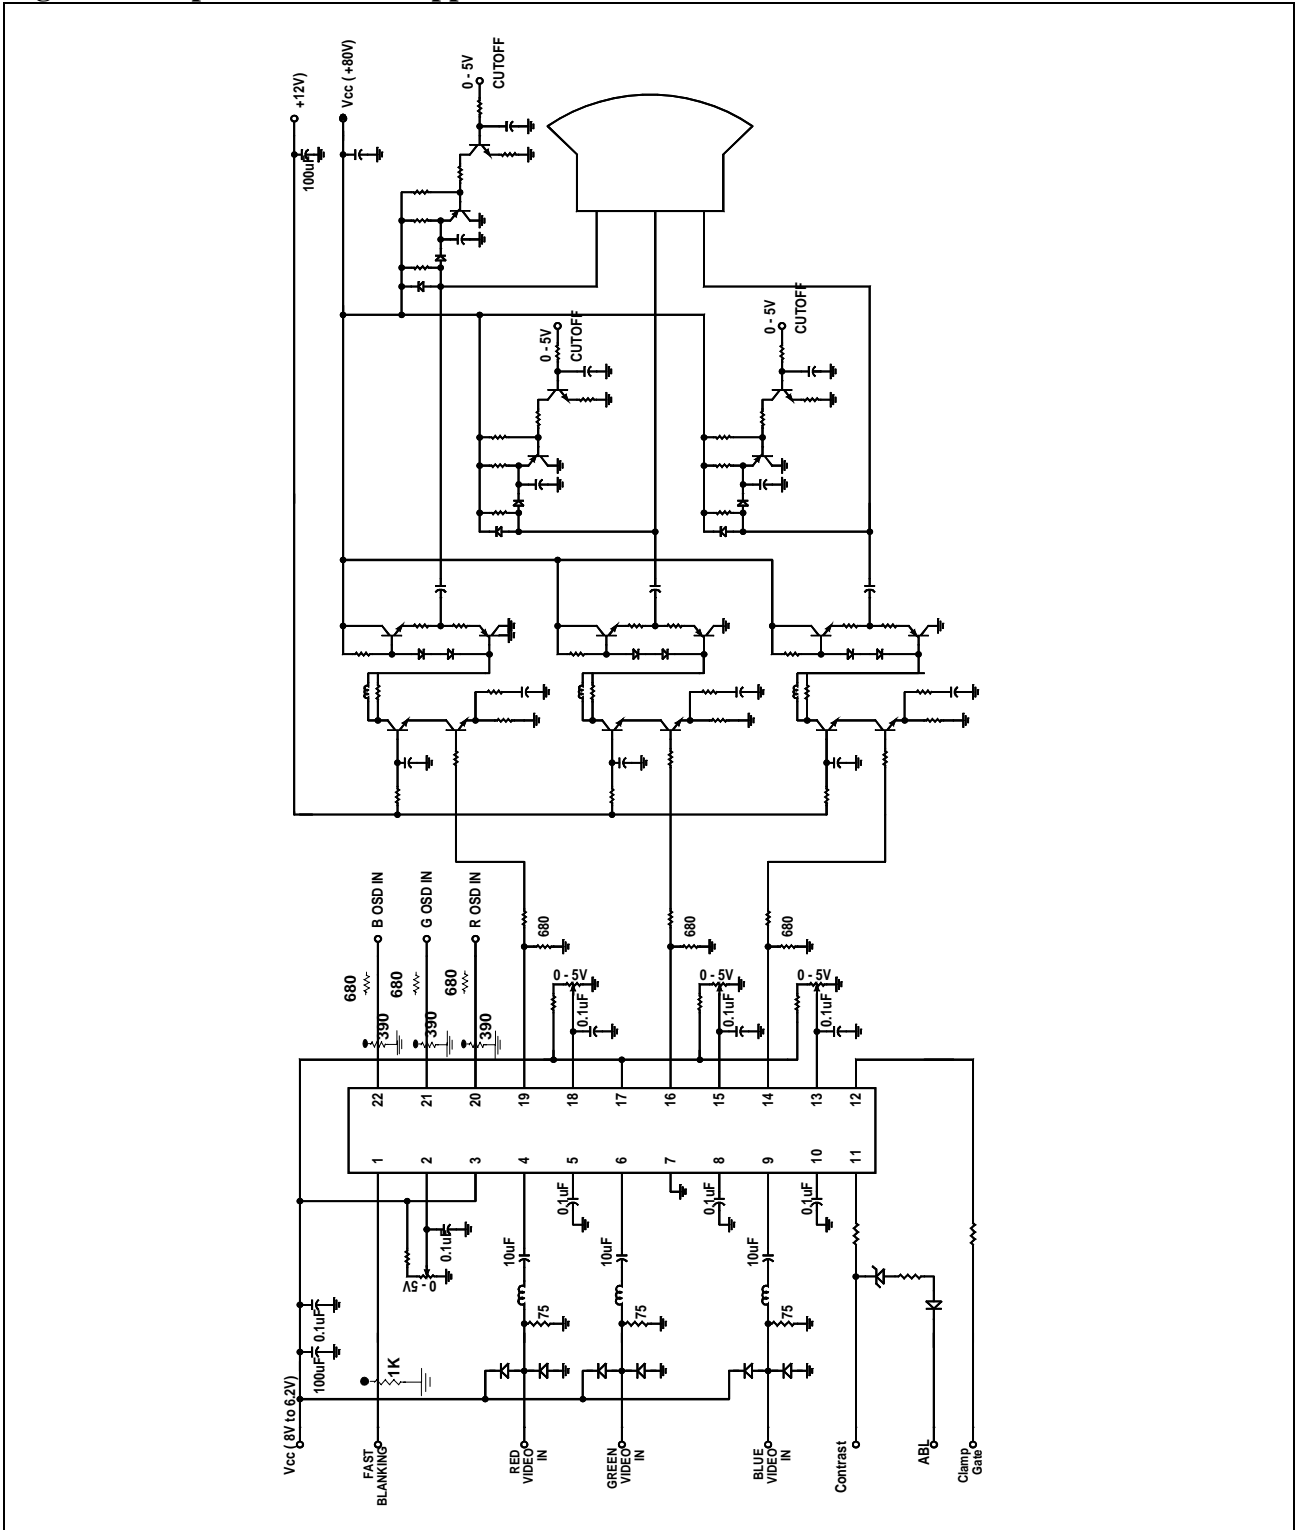 +12V)
Vcc ( +80V)
100uF
0 - 5V
CUTOFF
0 - 5V
CUTOFF
0 - 5V
CUTOFF
B OSD IN
G OSD IN
R OSD IN
680
680
680
390
390
390
680
680
680
0 - 5V
0.1uF
0 - 5V
0.1uF
0 - 5V
0.1uF
22
21
20
19
18
17
16
15
14
13
12
1
2
3
4
5
6
7
8
9
10
11
0.1uF
0.1uF
0.1uF
0.1uF
0 - 5V
10uF
10uF
10uF
75
75
75
0.1uF
100uF
1K
Vcc ( 8V to 6.2V)
FAST
BLANKING
RED
VIDEO
IN
GREEN
VIDEO
IN
BLUE
VIDEO
IN
Contrast
ABL
Clamp
Gate